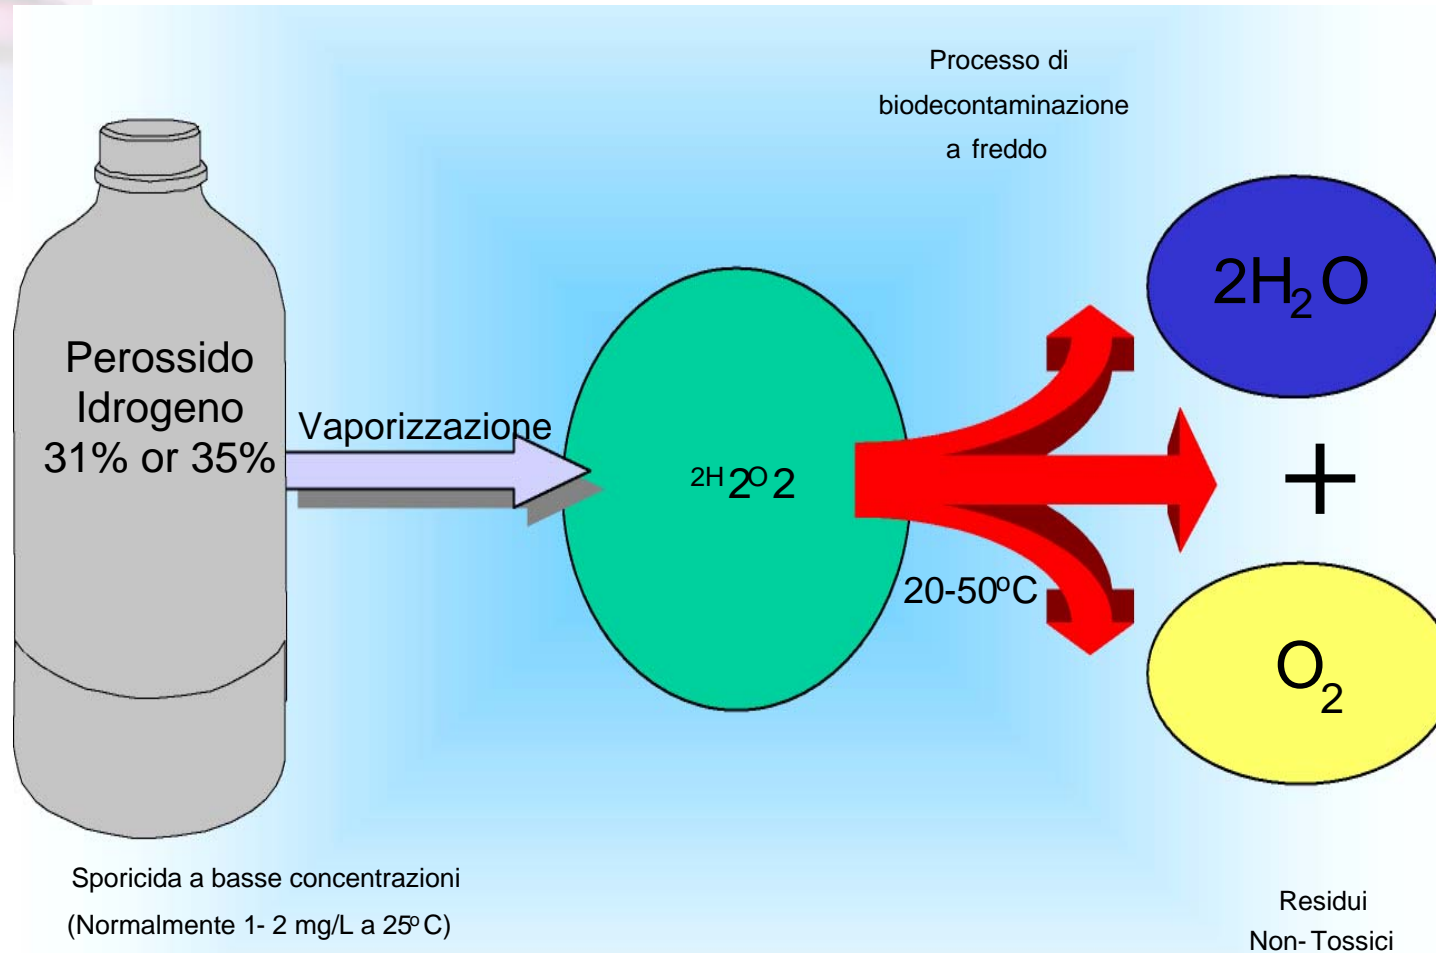 Processo di
biodecontaminazione
a freddo
Perossido
Idrogeno
31% or 35%
Vaporizzazione
2H2O2
20-50ºC
2H2O
+
O2
Sporicida a basse concentrazioni
(Normalmente 1- 2 mg/L a 25º C)
Residui
Non- Tossici